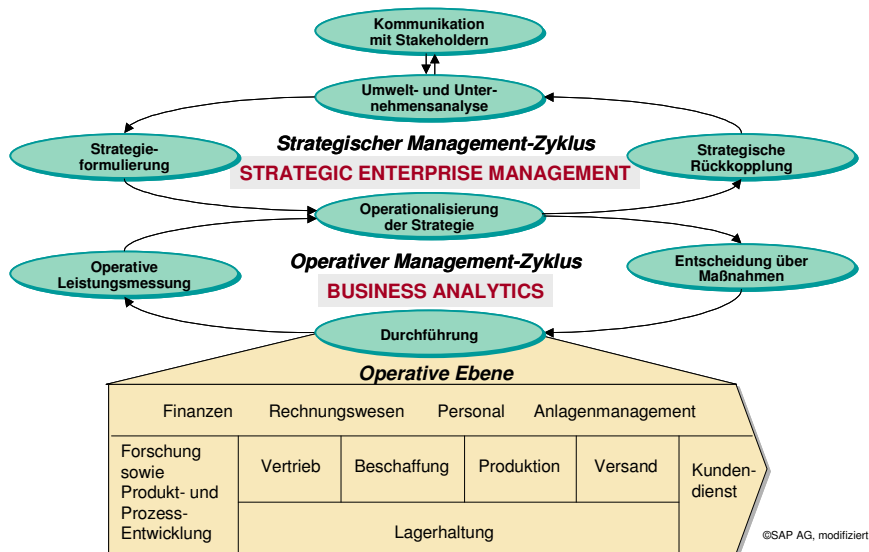 Kommunikation
mit Stakeholdern
Umwelt- und Unter-
nehmensanalyse
Strategie-
formulierung
Strategischer Management-Zyklus
STRATEGIC ENTERPRISE MANAGEMENT
Strategische
Rückkopplung
Operationalisierung
der Strategie
Operative
Leistungsmessung
Operativer Management-Zyklus
BUSINESS ANALYTICS
Entscheidung über
Maßnahmen
Durchführung
Operative Ebene
Finanzen Rechnungswesen Personal Anlagenmanagement
Forschung
sowie
Produkt- und
Prozess-
Entwicklung
Vertrieb Beschaffung Produktion Versand
Kunden-
dienst
Lagerhaltung
©SAP AG, modifiziert